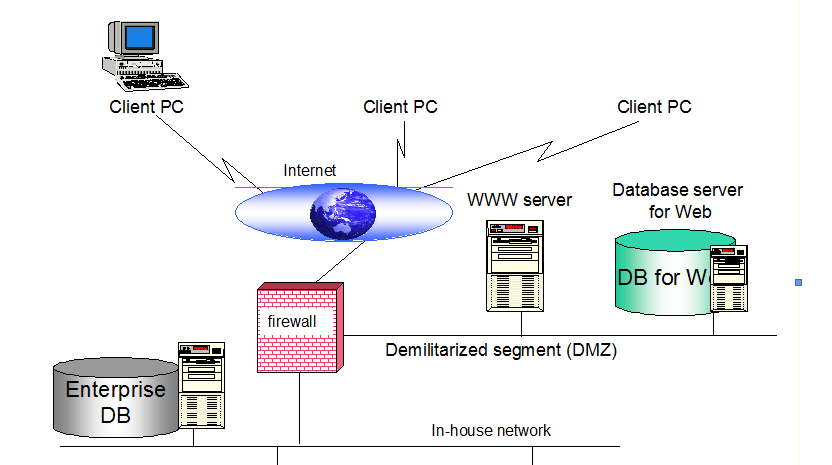 Client PC
Client PC
Client PC
Internet
WWW server
Database server
for Web
DB for W
firewall
Demilitarized segment (DMZ)
Enterprise
DB
In-house network